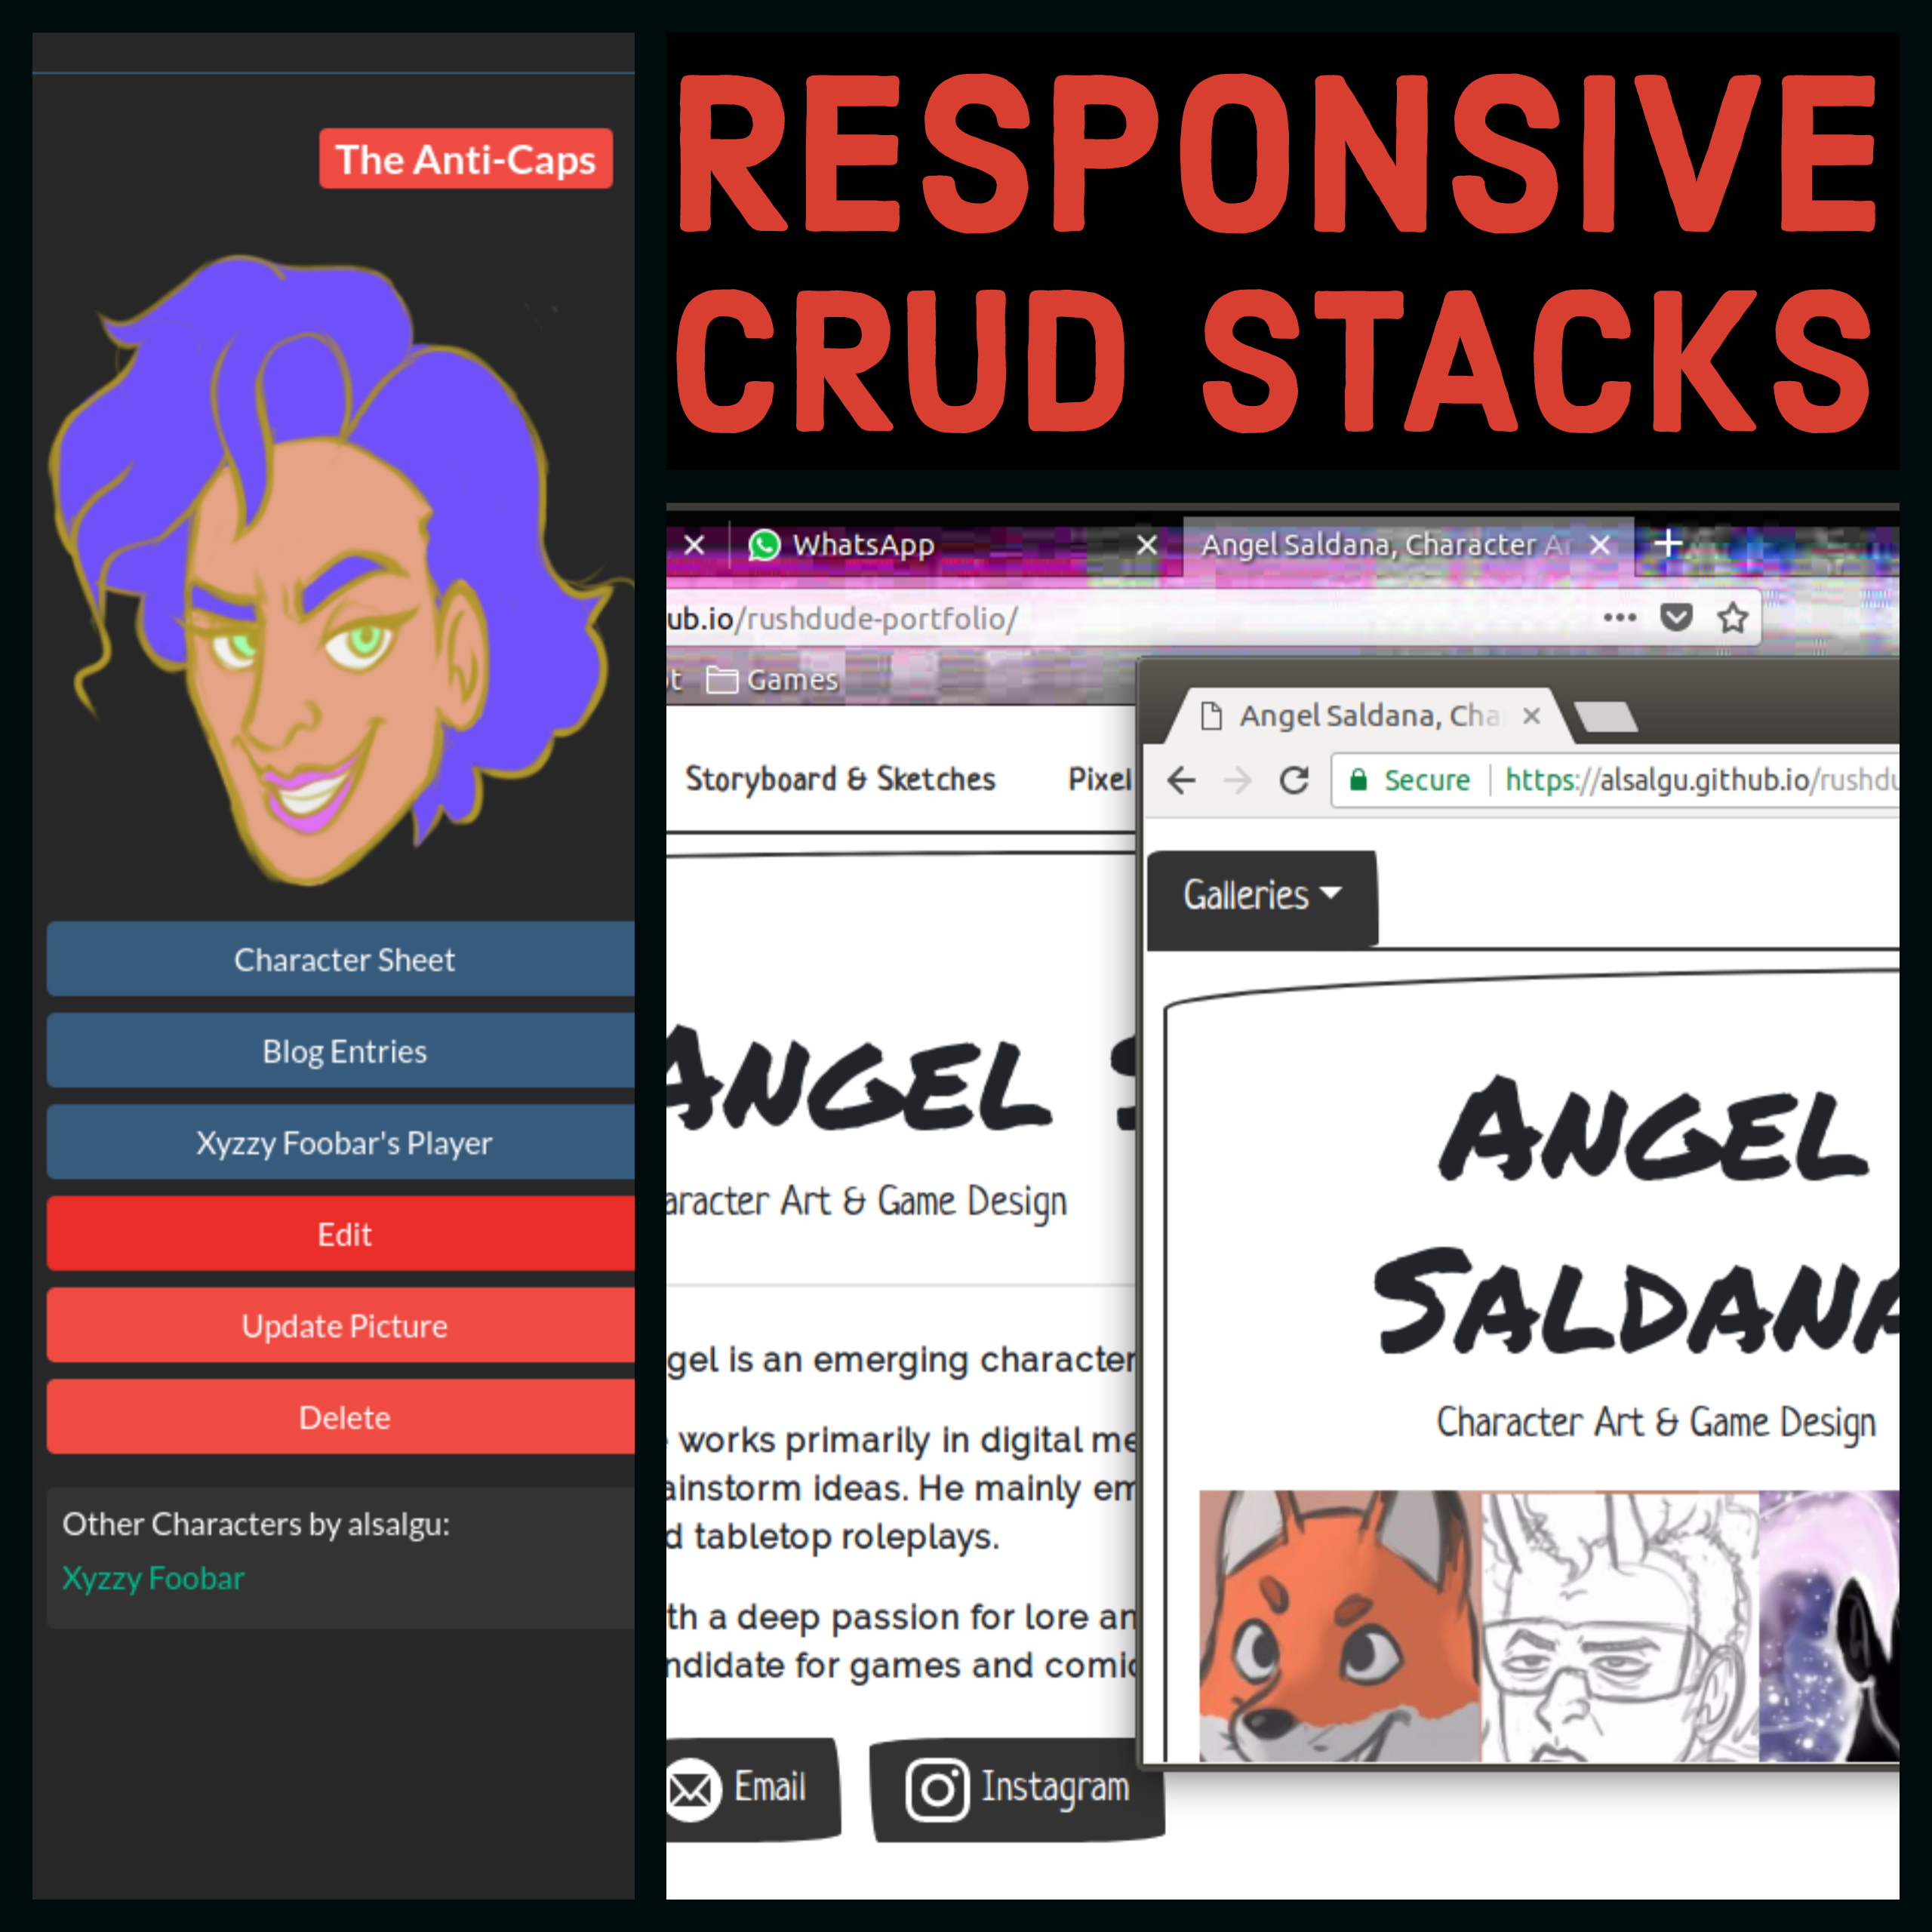 The Anti-Caps
Character Sheet
Blog Entries
Xyzzy Foobar's Player
Edit
Update Picture
Delete
Other Characters by alsalgu:
Xyzzy Foobar
RESPONSIVE
CRUD STACKS
WhatsApp
Angel Saldana, Character Ar
ub.io/rushdude-portfolio/
Games
Storyboard & Sketches Pixel
ANGEL
aracter Art & Game Design
gel is an emerging character
works primarily in digital me
ainstorm ideas. He mainly em
d tabletop roleplays.
th a deep passion for lore an
ndidate for games and comic
Email
Instagram
Angel Saldana, Cha
Secure https://alsalgu.github.io/rushdu
Galleries
ANGEL
SALDANA
Character Art & Game Design